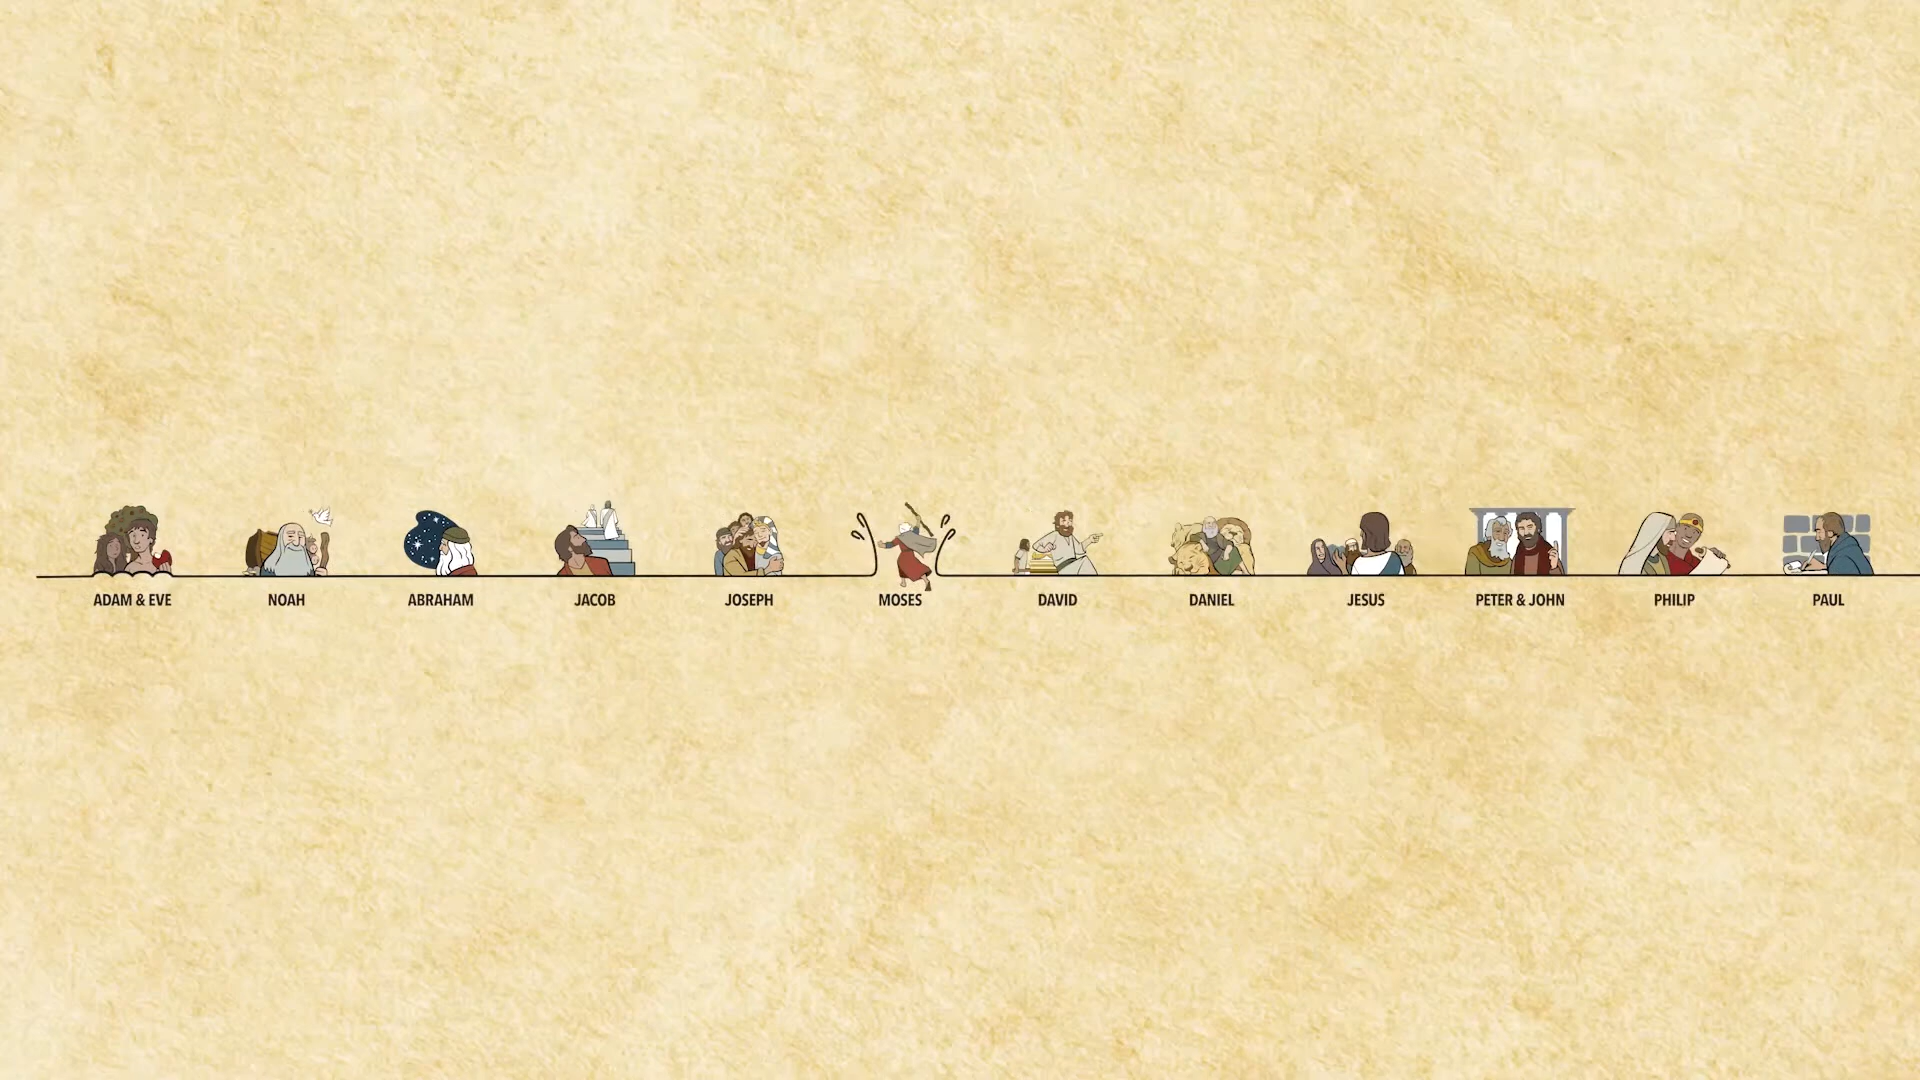 ADAM & EVE
NOAH
ABRAHAM
JACOB
JOSEPH
MOSES
DAVID
DANIEL
JESUS
PETER & JOHN
PHILIP
PAUL